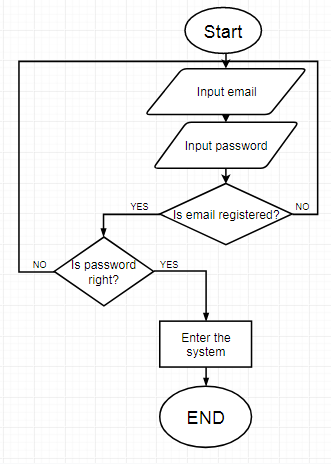 Start
Input email
Input password
YES
Is email registered?
NO
NO
Is password
right?
YES
Enter the
system
END